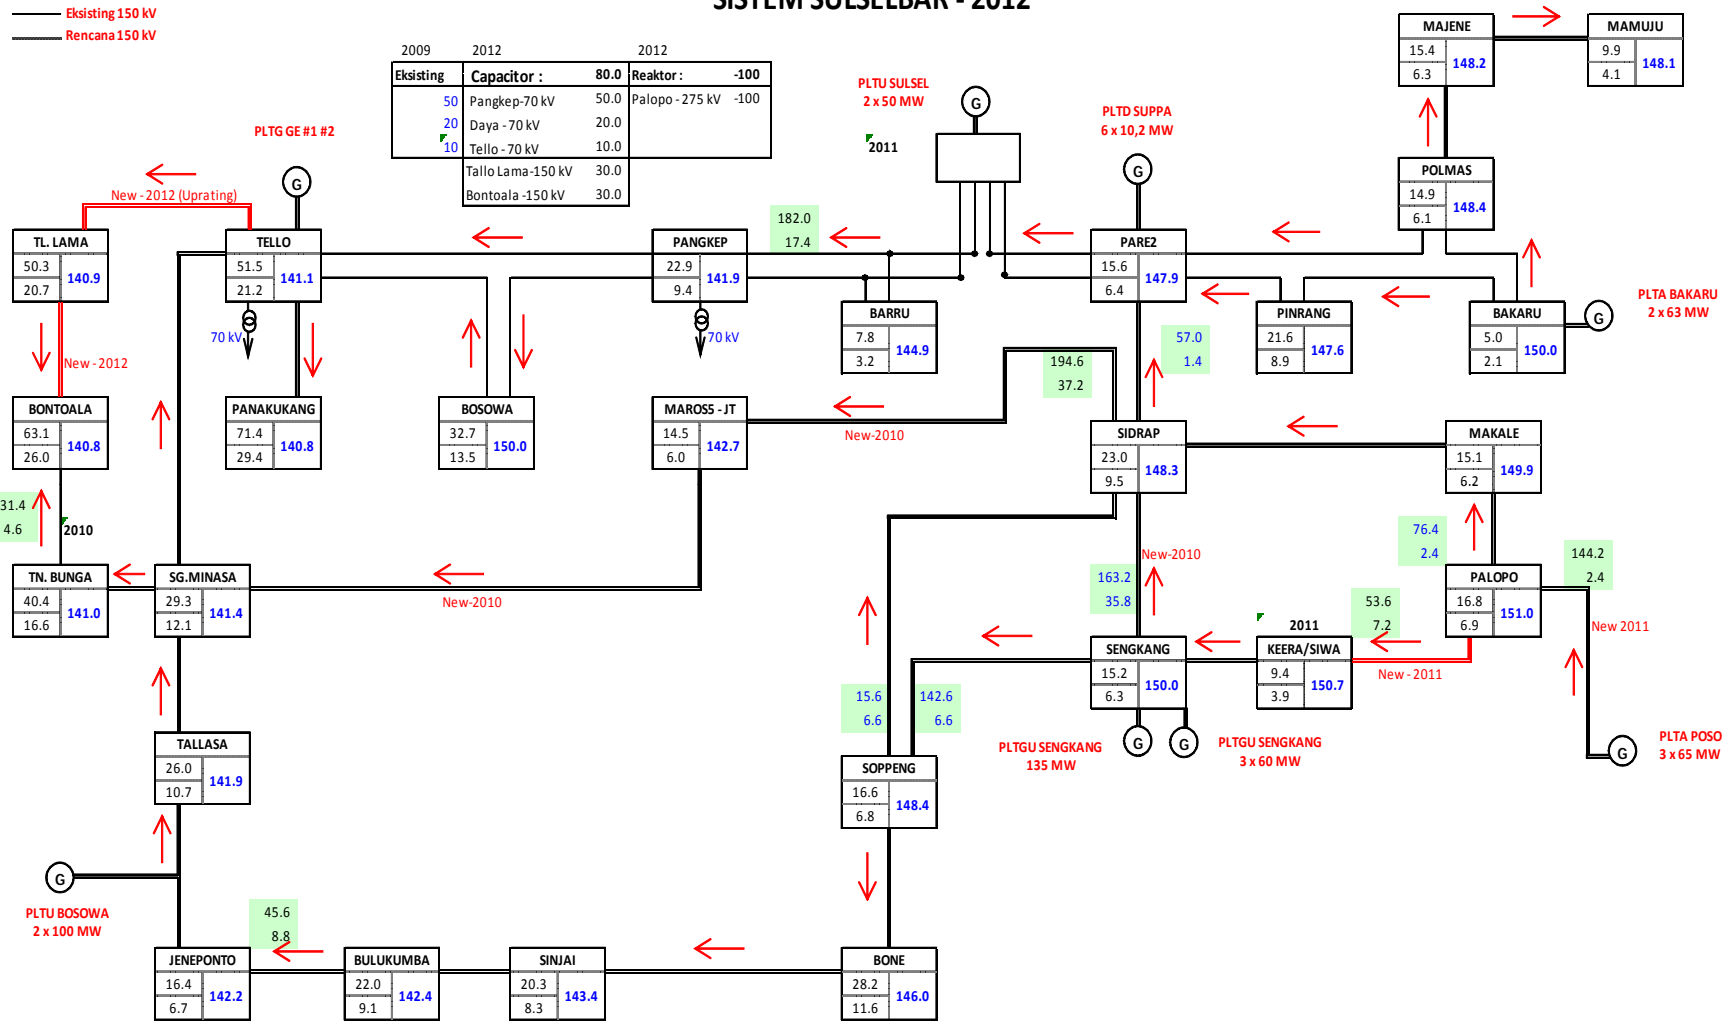 SISTEM SULSELBAR - 2012
Eksisting 150 kV
Rencana 150 kV
2009 2012 2012
Eksisting Capacitor : 80.0 Reaktor : -100
50 Pangkep-70 kV 50.0 Palopo - 275 kV -100
20 Daya - 70 kV 20.0
10 Tello - 70 kV 10.0
Tallo Lama-150 kV 30.0
Bontoala -150 kV 30.0
PLTU SULSEL
2 x 50 MW
G
2011
PLTD SUPPA
6 x 10,2 MW
G
MAJENE
15.4
148.2
6.3
MAMUJU
9.9
148.1
4.1
PLTG GE #1 #2
G
New - 2012 (Uprating)
POLMAS
14.9
148.4
6.1
TL. LAMA
50.3
140.9
20.7
TELLO
51.5
141.1
21.2
70 kV
PANGKEP
22.9
141.9
9.4
70 kV
182.0
17.4
BARRU
7.8
144.9
3.2
PARE2
15.6
147.9
6.4
PINRANG
21.6
147.6
8.9
BAKARU
5.0
150.0
2.1
G
PLTA BAKARU
2 x 63 MW
57.0
1.4
194.6
37.2
New - 2012
BONTOALA
63.1
140.8
26.0
PANAKUKANG
71.4
140.8
29.4
BOSOWA
32.7
150.0
13.5
MAROS5 - JT
14.5
142.7
6.0
New-2010
SIDRAP
23.0
148.3
9.5
MAKALE
15.1
149.9
6.2
31.4
4.6
2010
76.4
2.4
144.2
2.4
New-2010
163.2
35.8
TN. BUNGA
40.4
141.0
16.6
SG.MINASA
29.3
141.4
12.1
New-2010
53.6
7.2
PALOPO
16.8
151.0
6.9
New 2011
2011
SENGKANG
15.2
150.0
6.3
KEERA/SIWA
9.4
150.7
3.9
New - 2011
15.6
6.6
142.6
6.6
G
G
PLTGU SENGKANG
135 MW
PLTGU SENGKANG
3 x 60 MW
G
PLTA POSO
3 x 65 MW
TALLASA
26.0
141.9
10.7
SOPPENG
16.6
148.4
6.8
G
PLTU BOSOWA
2 x 100 MW
45.6
8.8
JENEPONTO
16.4
142.2
6.7
BULUKUMBA
22.0
142.4
9.1
SINJAI
20.3
143.4
8.3
BONE
28.2
146.0
11.6